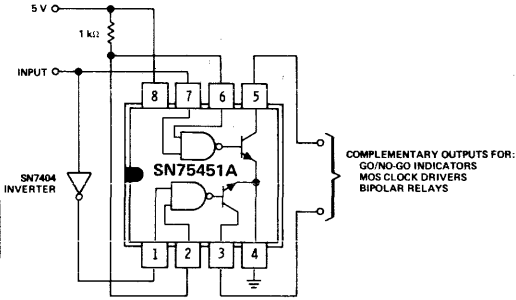 5 V
1 kΩ
INPUT
8 7 6 5
SN75451A
SN7404
INVERTER
1 2 3 4
COMPLEMENTARY OUTPUTS FOR:
GO/NO-GO INDICATORS
MOS CLOCK DRIVERS
BIPOLAR RELAYS